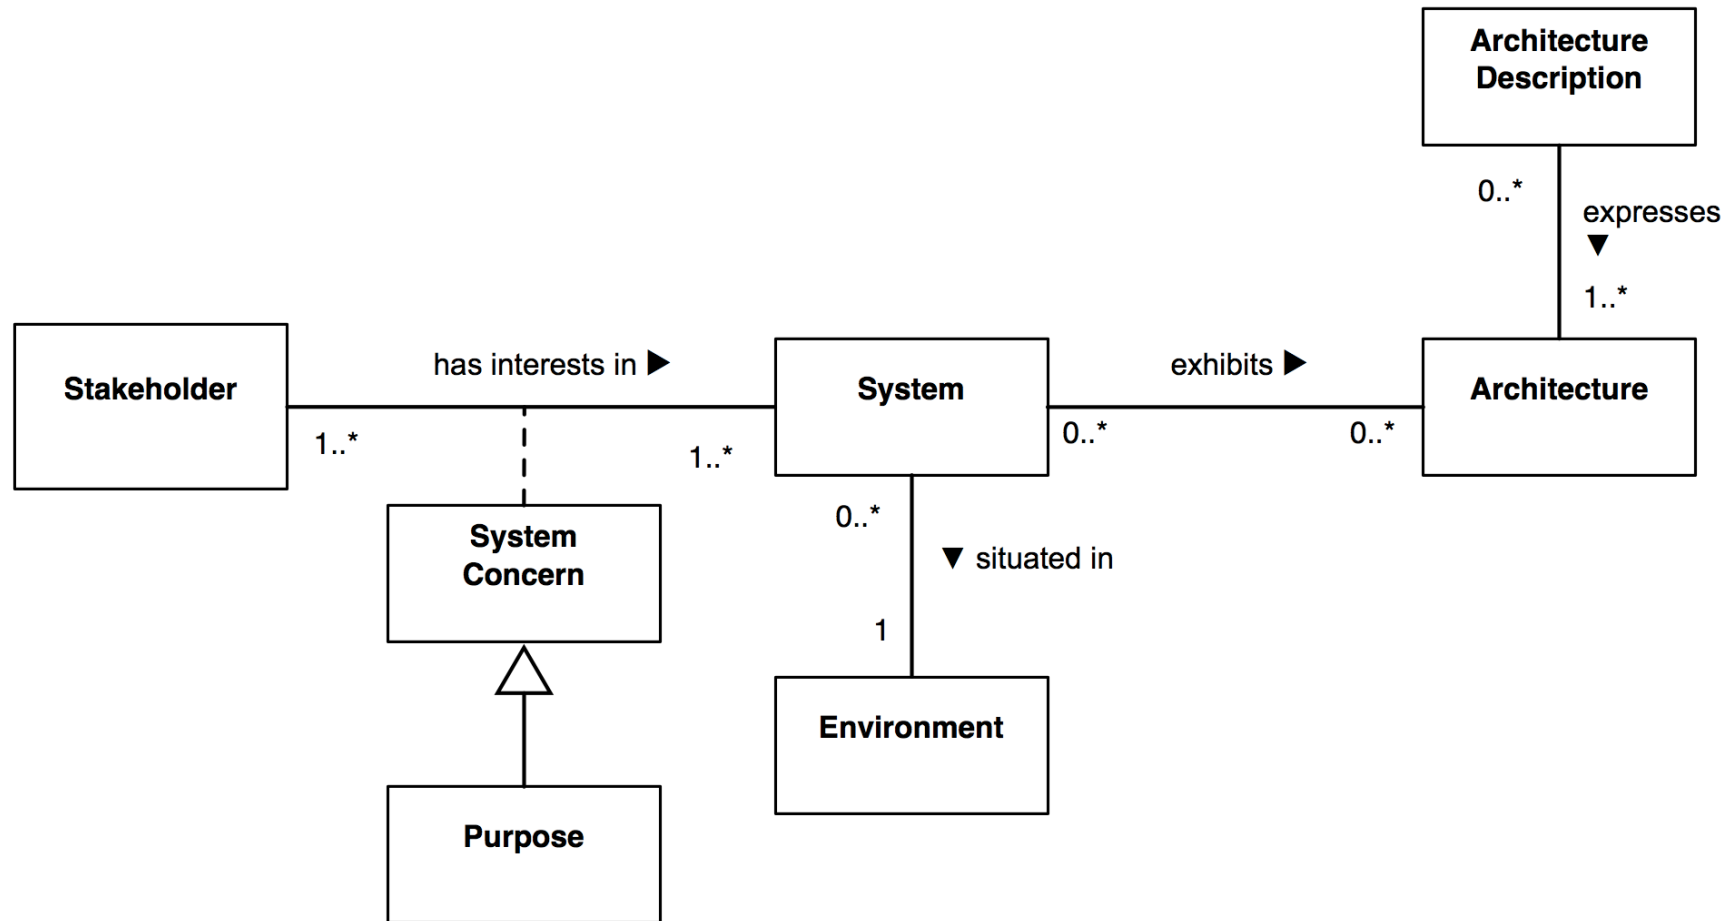 Architecture
Description
0..*
expresses
▼
1..*
Stakeholder
has interests in ▶
System
exhibits ▶
Architecture
1..*
1..*
0..*
0..*
System
Concern
0..*
▼ situated in
1
Environment
Purpose